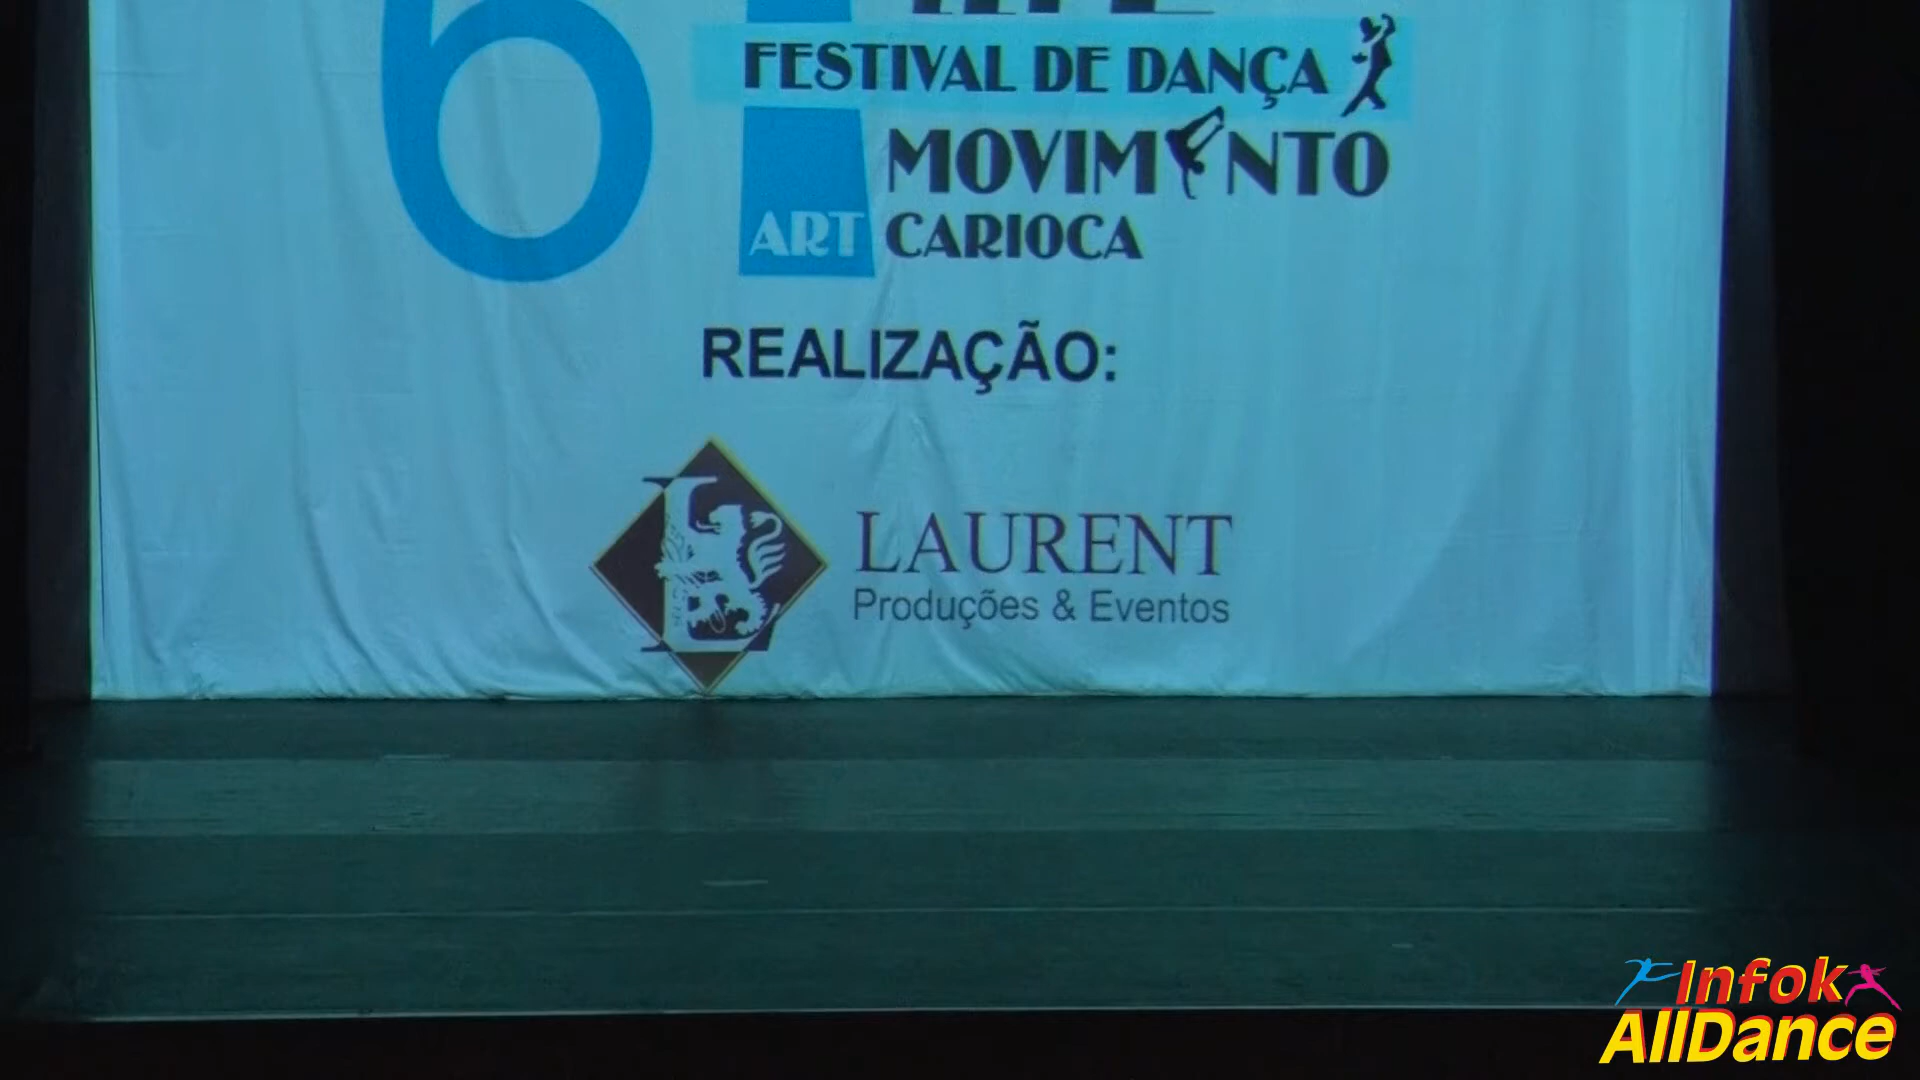 6
FESTIVAL DE DANÇA
MOVIMENTO
ART CARIOCA
REALIZAÇÃO:
L
LAURENT
Produções & Eventos
Infok
AllDance